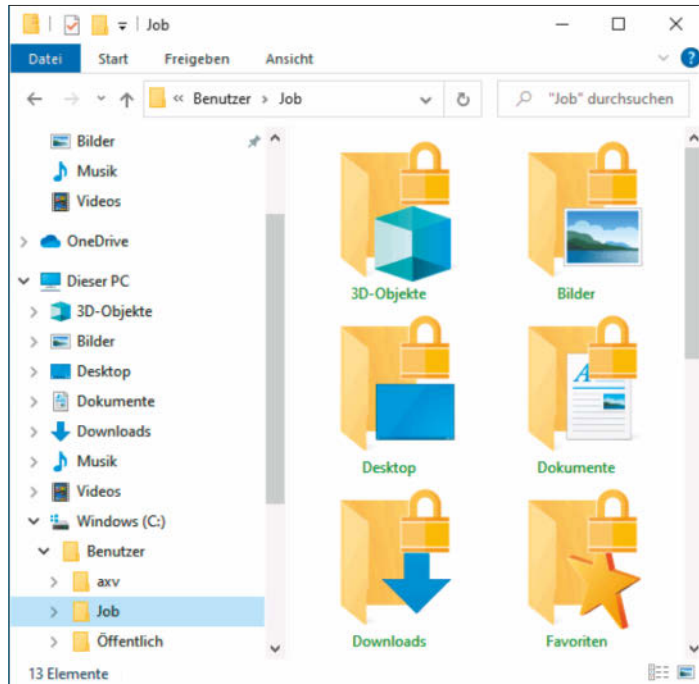 Job
Datei Start Freigeben Ansicht
Benutzer Job "Job" durchsuchen
Bilder
Musik
Videos
OneDrive
Dieser PC
3D-Objekte
Bilder
Desktop
Dokumente
Downloads
Musik
Videos
Windows (C:)
Benutzer
axv
Job
Öffentlich
3D-Objekte Bilder
Desktop Dokumente
Downloads Favoriten
13 Elemente